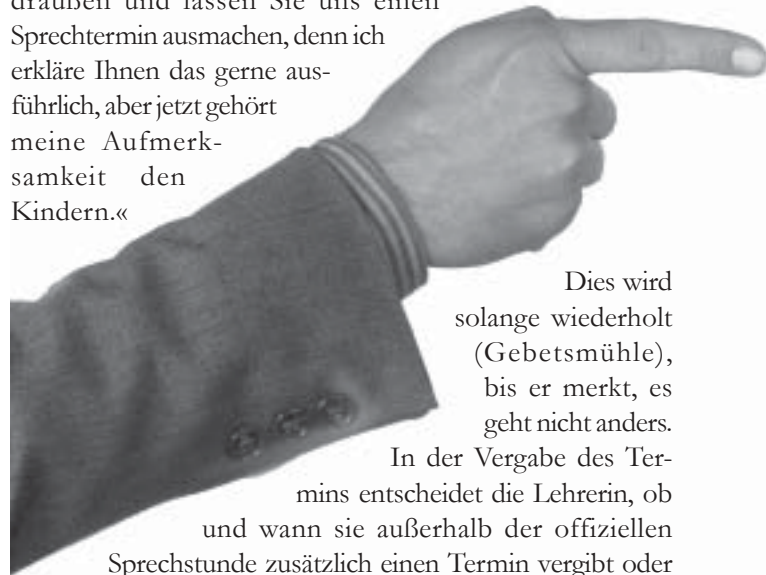 draußen und lassen Sie uns einen
Sprechtermin ausmachen, denn ich
erkläre Ihnen das gerne aus-
führlich, aber jetzt gehört
meine Aufmerk-
samkeit den
Kindern.«
Dies wird
solange wiederholt
(Gebetsmühle),
bis er merkt, es
geht nicht anders.
In der Vergabe des Ter-
mins entscheidet die Lehrerin, ob
und wann sie außerhalb der offiziellen
Sprechstunde zusätzlich einen Termin vergibt oder